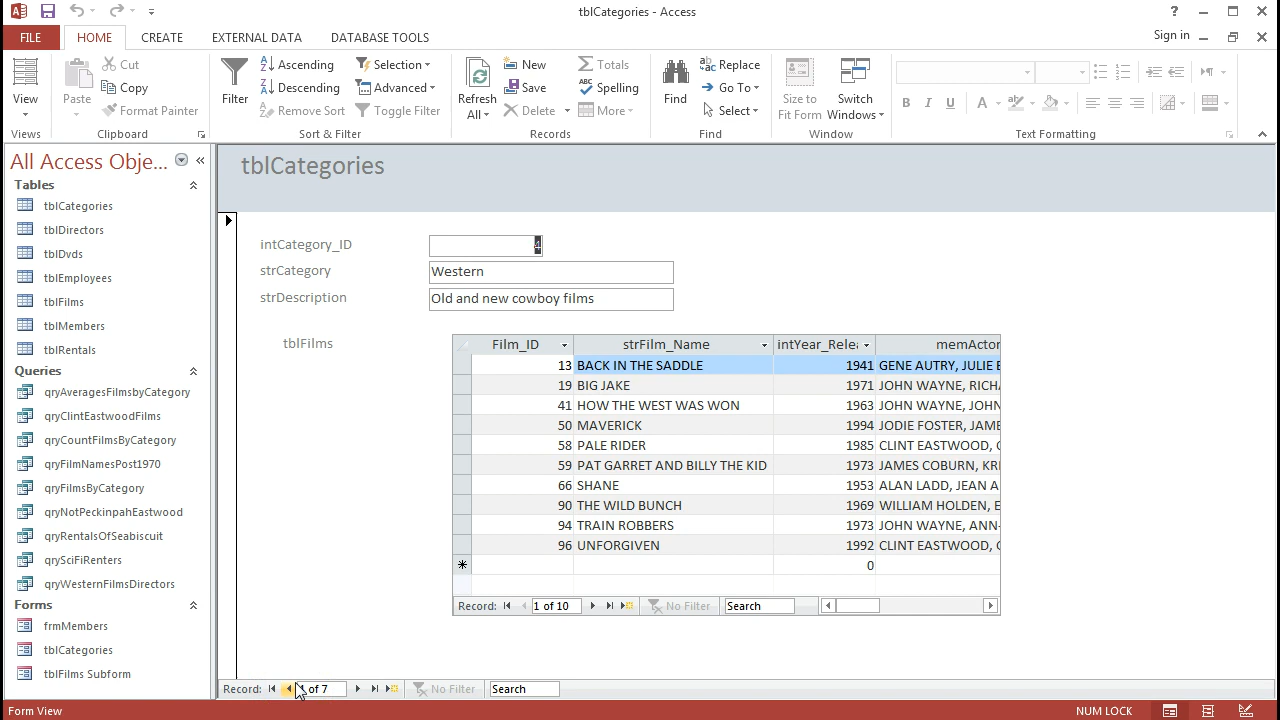 tblCategories - Access
Sign in
FILE HOME CREATE EXTERNAL DATA DATABASE TOOLS
View
Views
Paste
Cut
Copy
Format Painter
Clipboard
Filter
Ascending
Descending
Remove Sort
Selection
Advanced
Toggle Filter
Sort & Filter
Refresh
All
New
Save
Delete
Totals
Spelling
More
Records
Find
Replace
Go To
Select
Find
Size to
Fit Form
Switch
Windows
Window
Text Formatting
All Access Obje...
Tables
tblCategories
tblDirectors
tblDvds
tblEmployees
tblFilms
tblMembers
tblRentals
Queries
qryAveragesFilmsbyCategory
qryClintEastwoodFilms
qryCountFilmsByCategory
qryFilmNamesPost1970
qryFilmsByCategory
qryNotPeckinpahEastwood
qryRentalsOfSeabiscuit
qrySciFiRenters
qryWesternFilmsDirectors
Forms
frmMembers
tblCategories
tblFilms Subform
tblCategories
intCategory_ID 4
strCategory Western
strDescription Old and new cowboy films
tblFilms
Film_ID strFilm_Name intYear_Relea memActor
13 BACK IN THE SADDLE 1941 GENE AUTRY, JULIE
19 BIG JAKE 1971 JOHN WAYNE, RICHA
41 HOW THE WEST WAS WON 1963 JOHN WAYNE, JOHN
50 MAVERICK 1994 JODIE FOSTER, JAME
58 PALE RIDER 1985 CLINT EASTWOOD,
59 PAT GARRET AND BILLY THE KID 1973 JAMES COBURN, KR
66 SHANE 1953 ALAN LADD, JEAN A
90 THE WILD BUNCH 1969 WILLIAM HOLDEN, E
94 TRAIN ROBBERS 1973 JOHN WAYNE, ANN-
96 UNFORGIVEN 1992 CLINT EASTWOOD,
0
Record: 1 of 10 No Filter Search
Record: of 7 No Filter Search
Form View
NUM LOCK